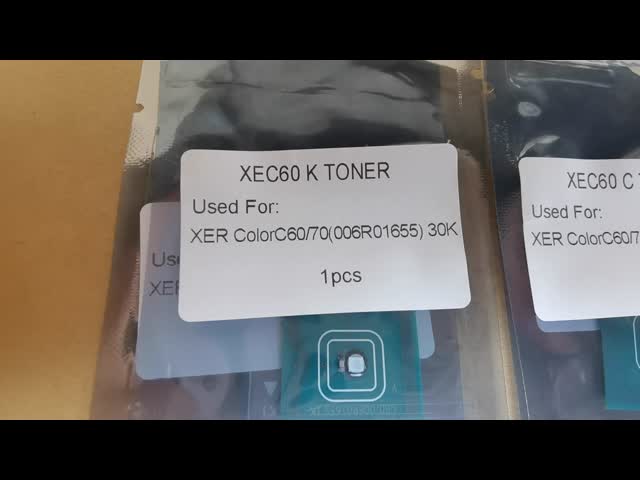 XEC60 K TONER
Used For:
XER ColorC60/70(006R01655) 30K
1pcs
XEC60 C
Used For:
XER ColorC60/7